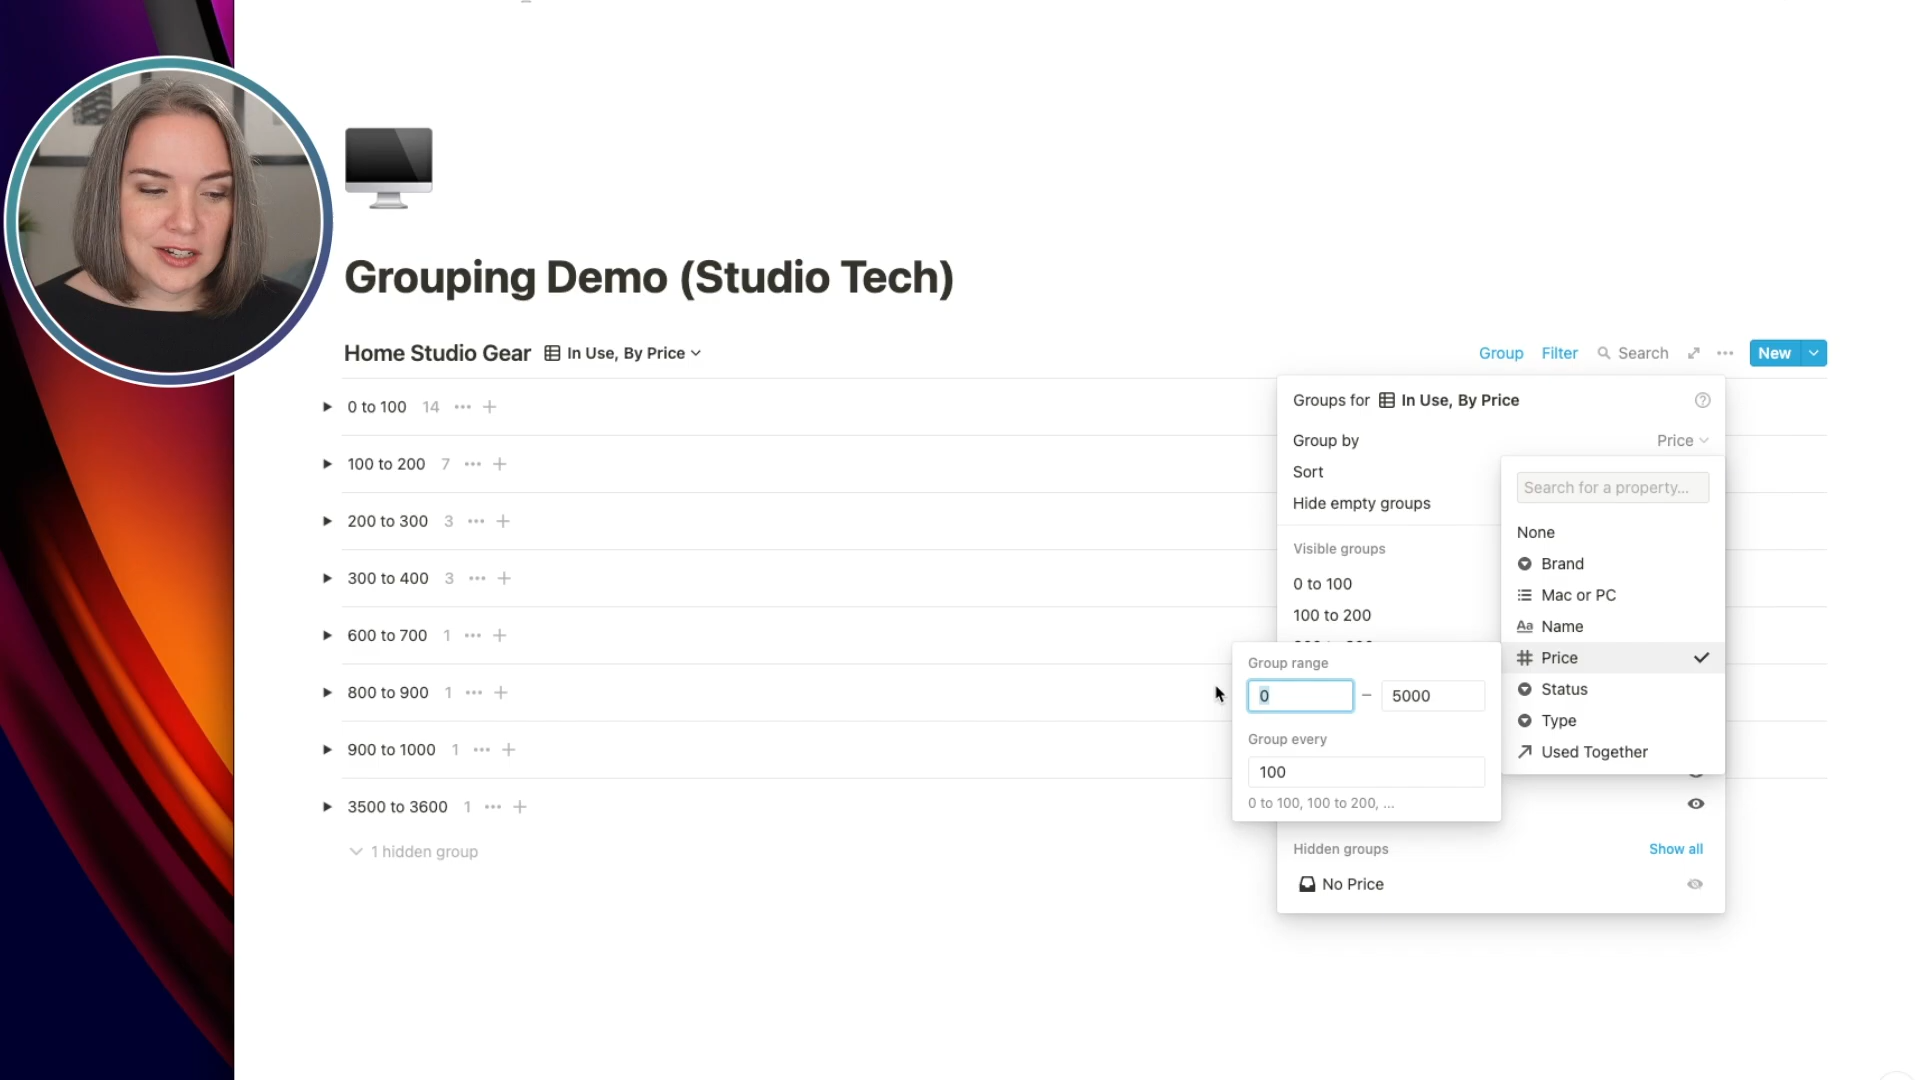 Grouping Demo (Studio Tech)
Home Studio Gear
In Use, By Price
Group
Filter
Search
New
0 to 100 14
100 to 200 7
200 to 300 3
300 to 400 3
600 to 700 1
800 to 900 1
900 to 1000 1
3500 to 3600 1
1 hidden group
Groups for In Use, By Price
Group by Price
Sort
Hide empty groups
Visible groups
0 to 100
100 to 200
Search for a property...
None
Brand
Mac or PC
Aa Name
Price
Status
Type
Used Together
Group range
0 – 5000
Group every
100
0 to 100, 100 to 200, ...
Hidden groups Show all
No Price